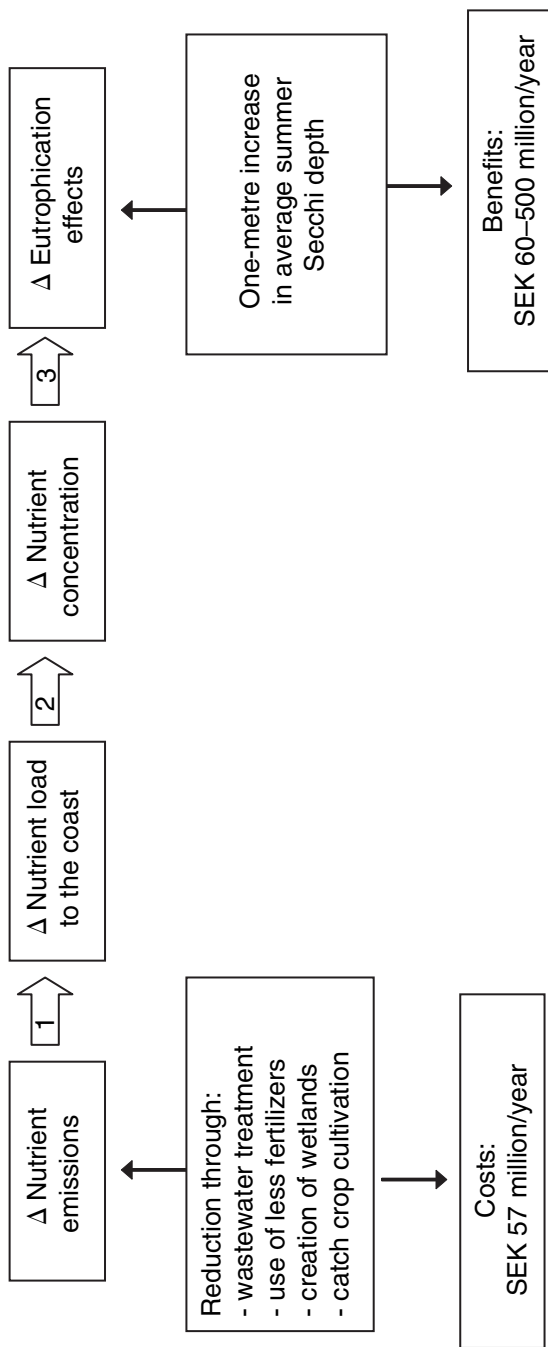 Δ Nutrient
emissions
1
Δ Nutrient load
to the coast
2
Δ Nutrient
concentration
3
Δ Eutrophication
effects
Reduction through:
- wastewater treatment
- use of less fertilizers
- creation of wetlands
- catch crop cultivation
One-metre increase
in average summer
Secchi depth
Costs:
SEK 57 million/year
Benefits:
SEK 60–500 million/year